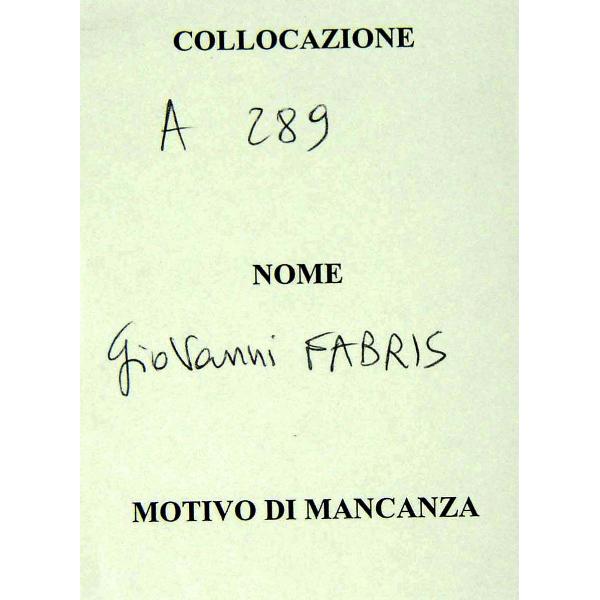 COLLOCAZIONE
A 289
NOME
Giovanni FABRIS
MOTIVO DI MANCANZA